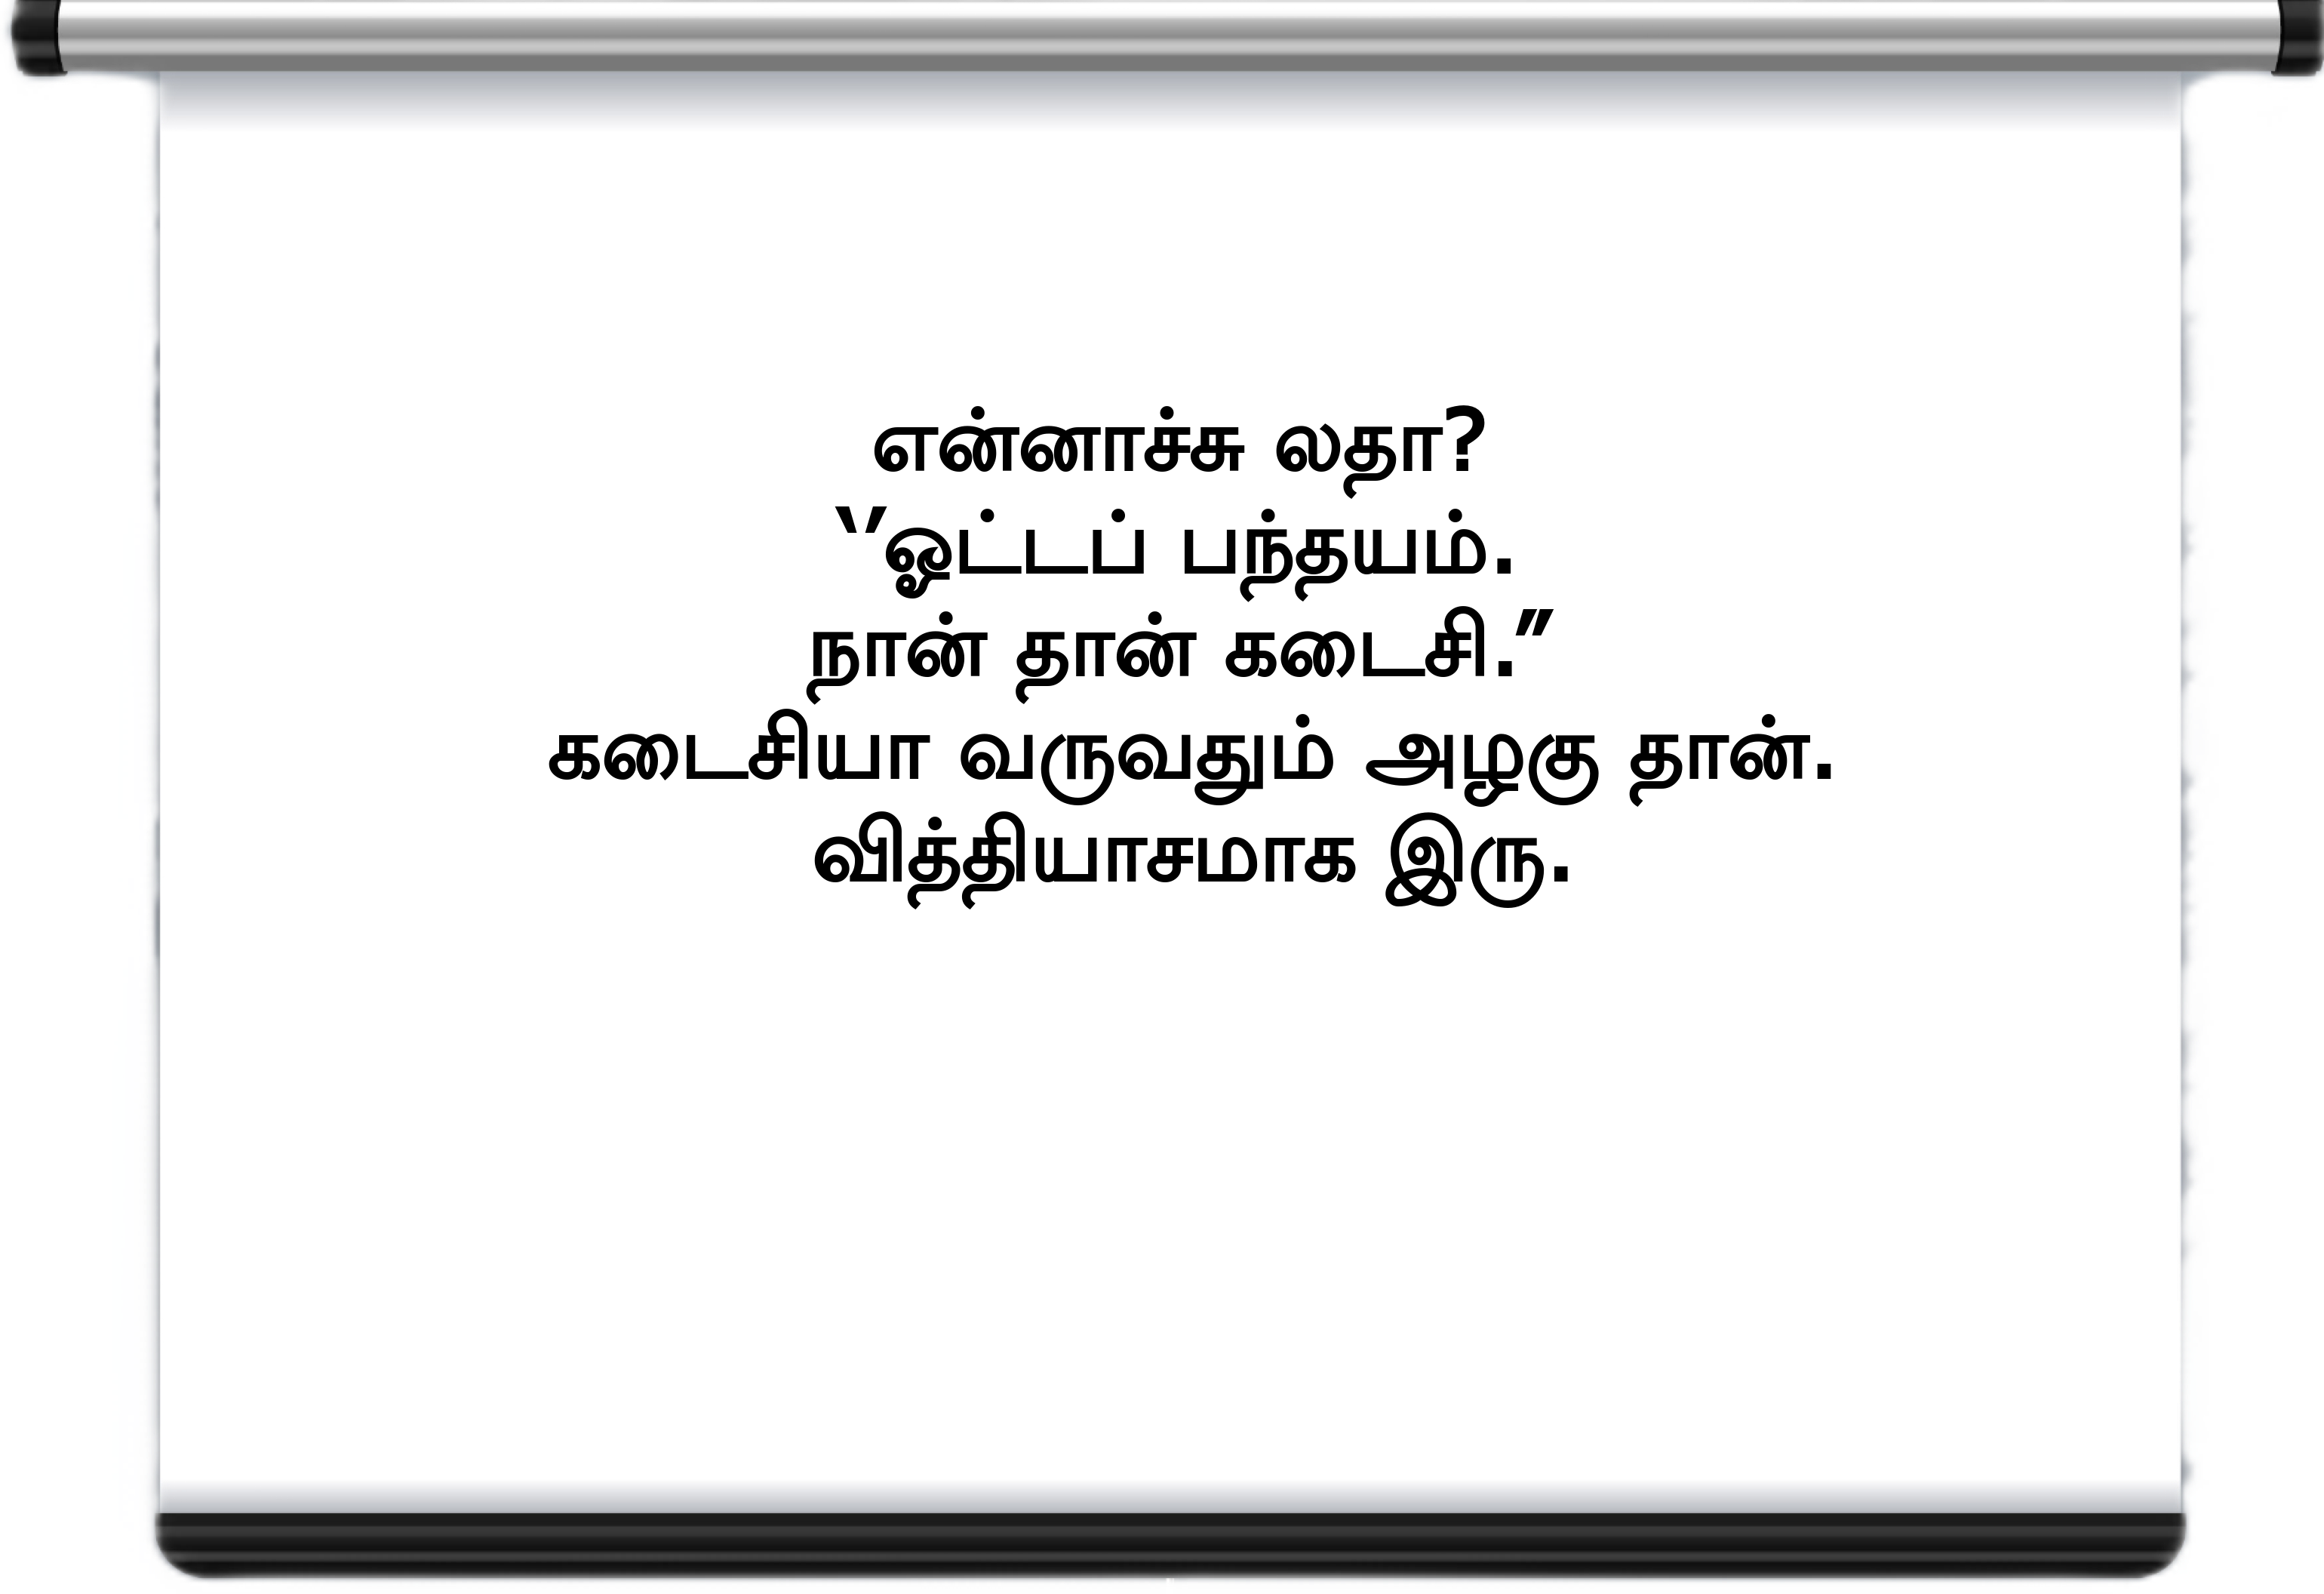 என்னாச்சு லதா?
‘’ஓட்டப் பந்தயம்.
நான் தான் கடைசி.”
கடைசியா வருவதும் அழகு தான்.
வித்தியாசமாக இரு.